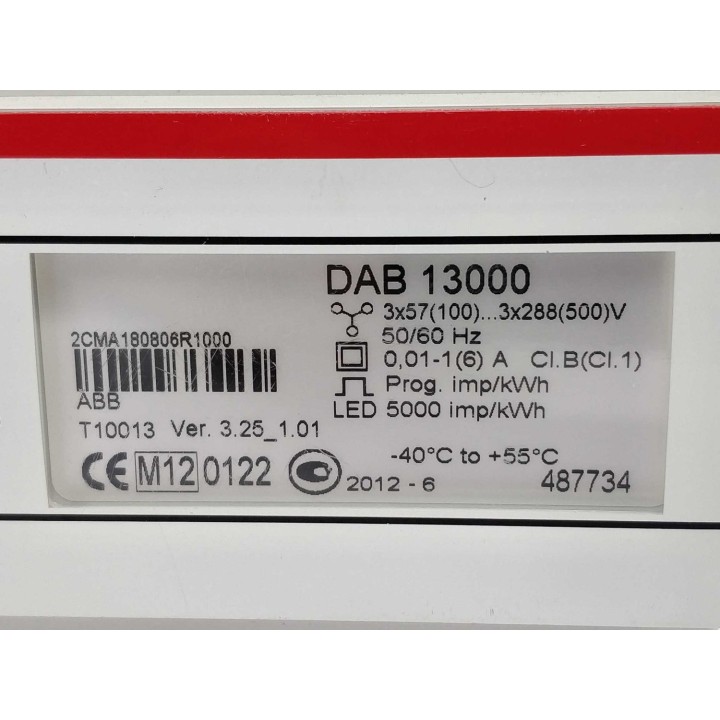 DAB 13000
3x57(100)...3x288(500)V
2CMA180806R1000
50/60 Hz
0,01-1(6) A Cl.B(Cl.1)
ABB
Prog. imp/kWh
LED 5000 imp/kWh
T10013 Ver. 3.25_1.01
-40°C to +55°C
CE M12 0122
2012 - 6
487734